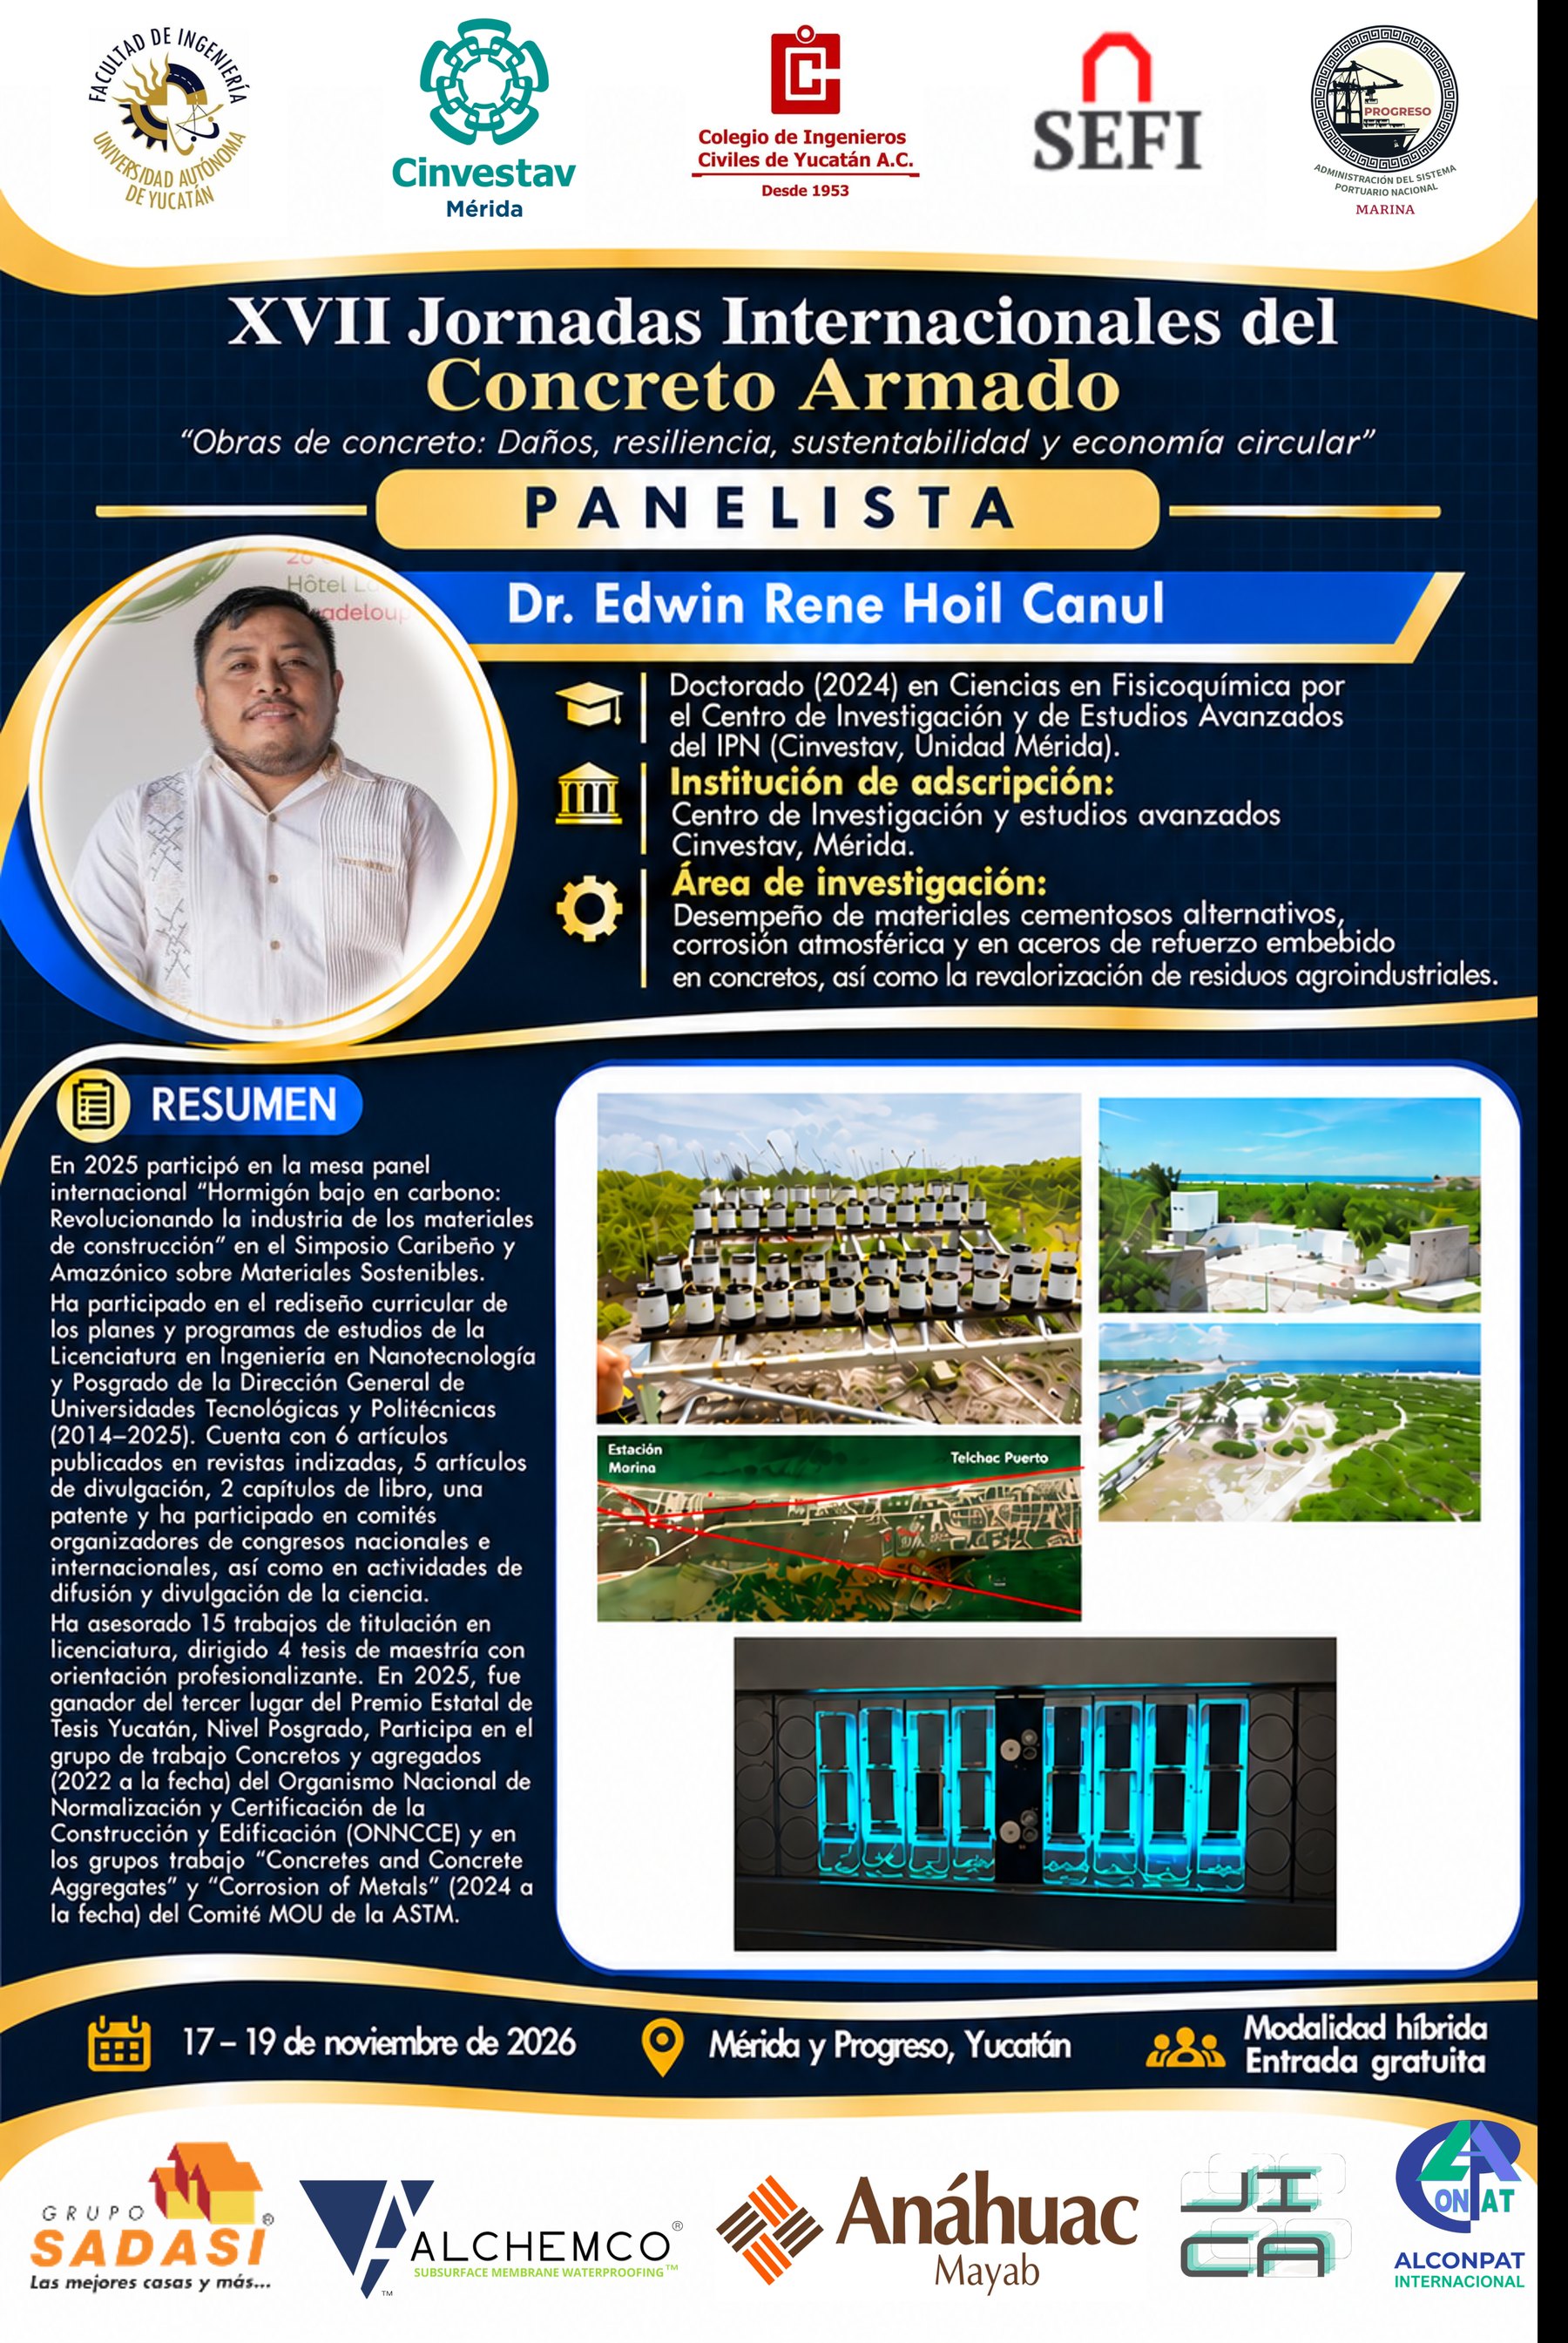 FACULTAD DE INGENIERÍA
UNIVERSIDAD AUTÓNOMA
DE YUCATÁN
Cinvestav
Mérida
Colegio de Ingenieros
Civiles de Yucatán A.C.
Desde 1953
SEFI
PROGRESO
ADMINISTRACIÓN DEL SISTEMA
PORTUARIO NACIONAL
MARINA
XVII Jornadas Internacionales del
Concreto Armado
“Obras de concreto: Daños, resiliencia, sustentabilidad y economía circular”
PANELISTA
Hôtel
adeloup
Dr. Edwin Rene Hoil Canul
Doctorado (2024) en Ciencias en Fisicoquímica por
el Centro de Investigación y de Estudios Avanzados
del IPN (Cinvestav, Unidad Mérida).
Institución de adscripción:
Centro de Investigación y estudios avanzados
Cinvestav, Mérida.
Área de investigación:
Desempeño de materiales cementosos alternativos,
corrosión atmosférica y en aceros de refuerzo embebido
en concretos, así como la revalorización de residuos agroindustriales.
RESUMEN
En 2025 participó en la mesa panel
internacional “Hormigón bajo en carbono:
Revolucionando la industria de los materiales
de construcción” en el Simposio Caribeño y
Amazónico sobre Materiales Sostenibles.
Ha participado en el rediseño curricular de
los planes y programas de estudios de la
Licenciatura en Ingeniería en Nanotecnología
y Posgrado de la Dirección General de
Universidades Tecnológicas y Politécnicas
(2014–2025). Cuenta con 6 artículos
publicados en revistas indizadas, 5 artículos
de divulgación, 2 capítulos de libro, una
patente y ha participado en comités
organizadores de congresos nacionales e
internacionales, así como en actividades de
difusión y divulgación de la ciencia.
Ha asesorado 15 trabajos de titulación en
licenciatura, dirigido 4 tesis de maestría con
orientación profesionalizante. En 2025, fue
ganador del tercer lugar del Premio Estatal de
Tesis Yucatán, Nivel Posgrado, Participa en el
grupo de trabajo Concretos y agregados
(2022 a la fecha) del Organismo Nacional de
Normalización y Certificación de la
Construcción y Edificación (ONNCCE) y en
los grupos trabajo “Concretes and Concrete
Aggregates” y “Corrosion of Metals” (2024 a
la fecha) del Comité MOU de la ASTM.
Estación
Marina
Telchac Puerto
17 – 19 de noviembre de 2026
Mérida y Progreso, Yucatán
Modalidad híbrida
Entrada gratuita
GRUPO
SADASI®
Las mejores casas y más...
ALCHEMCO®
SUBSURFACE MEMBRANE WATERPROOFING™
™
Anáhuac
Mayab
JI
CA
ALCONPAT
ALCONPAT
INTERNACIONAL